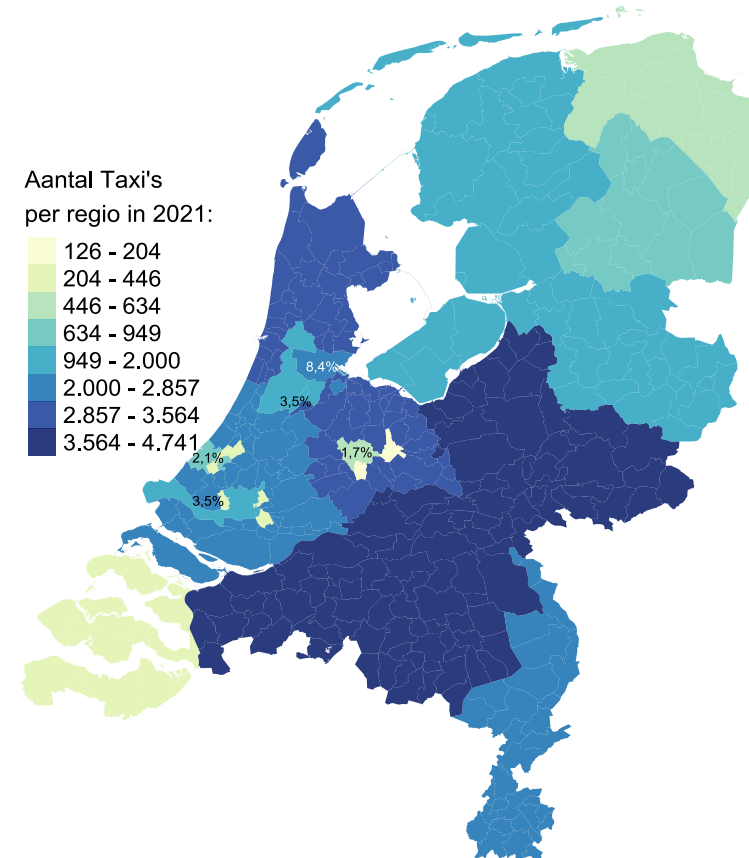 Aantal Taxi's
per regio in 2021:
126 - 204
204 - 446
446 - 634
634 - 949
949 - 2.000
2.000 - 2.857
2.857 - 3.564
3.564 - 4.741
8,4%
3,5%
2,1%
1,7%
3,5%